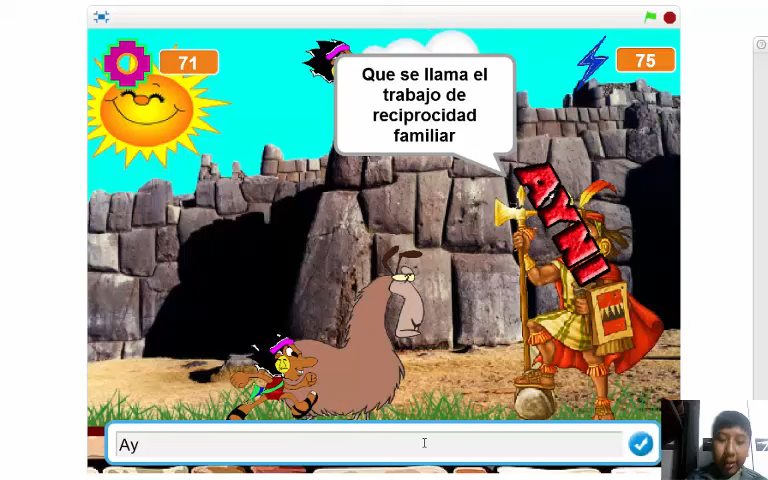 71
75
Que se llama el
trabajo de
reciprocidad
familiar
AYNI
Ay